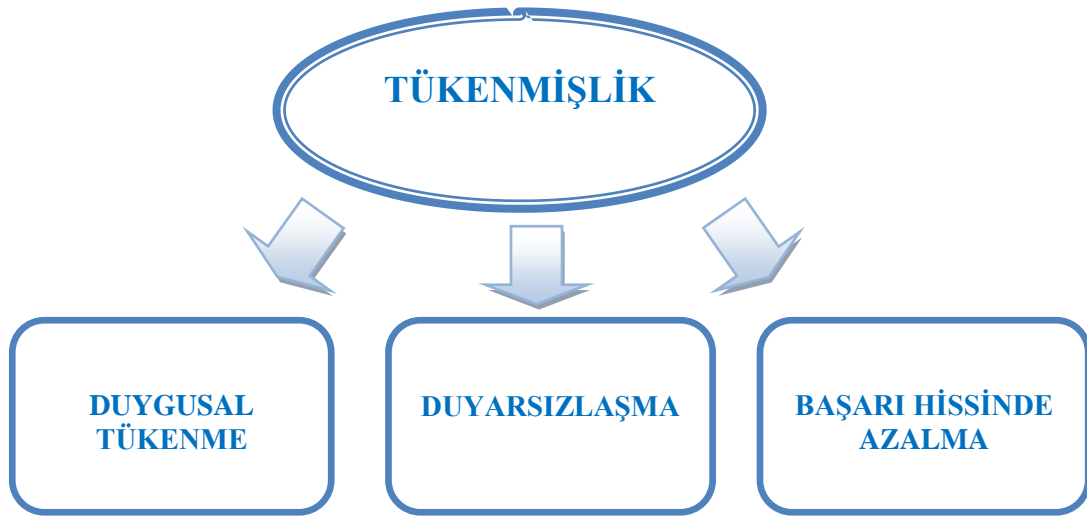 TÜKENMİŞLİK
DUYGUSAL
TÜKENME
DUYARSIZLAŞMA
BAŞARI HİSSİNDE
AZALMA